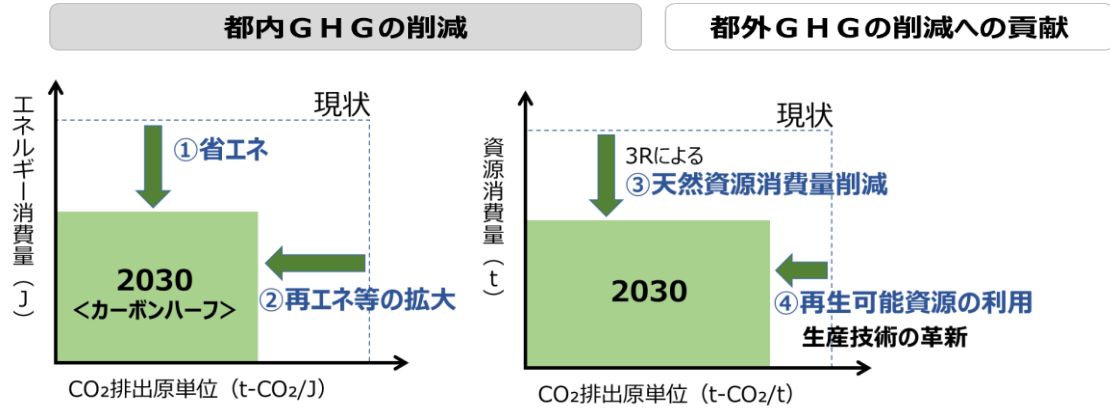 都内ＧＨＧの削減
都外ＧＨＧの削減への貢献
エネルギー消費量（J）
現状
①省エネ
2030
<カーボンハーフ>
②再エネ等の拡大
CO₂排出原単位（t-CO₂/J）
資源消費量（t）
現状
3Rによる
③天然資源消費量削減
2030
④再生可能資源の利用
生産技術の革新
CO₂排出原単位（t-CO₂/t）